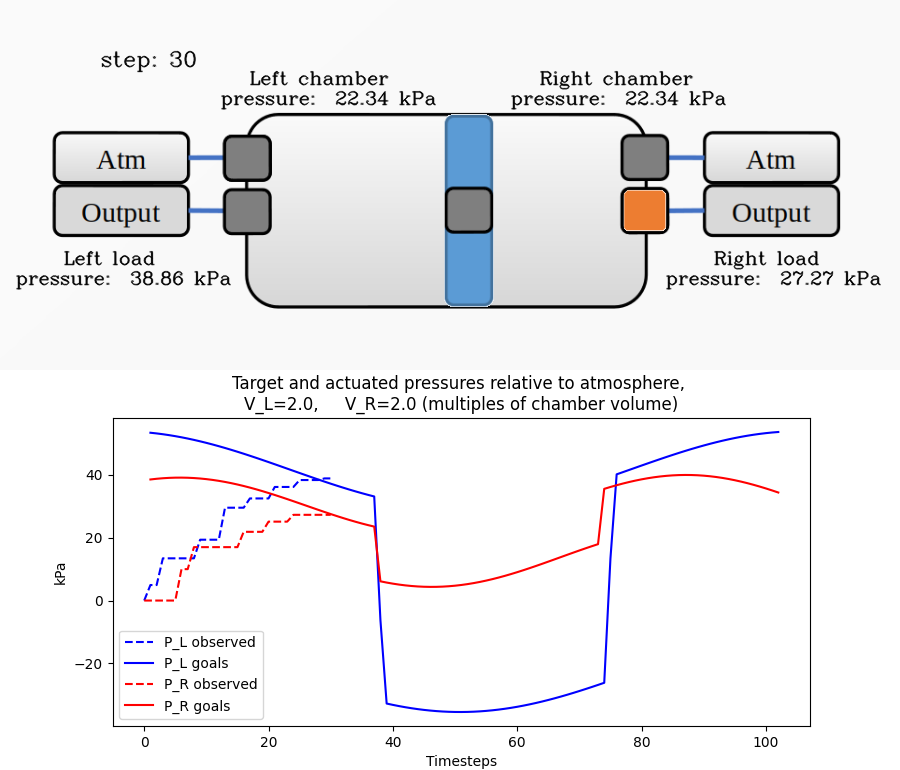 step: 30
Left chamber
pressure: 22.34 kPa
Right chamber
pressure: 22.34 kPa
Atm
Output
Atm
Output
Left load
pressure: 38.86 kPa
Right load
pressure: 27.27 kPa
Target and actuated pressures relative to atmosphere,
V_L=2.0, V_R=2.0 (multiples of chamber volume)
40
20
0
−20
kPa
P_L observed
P_L goals
P_R observed
P_R goals
0 20 40 60 80 100
Timesteps